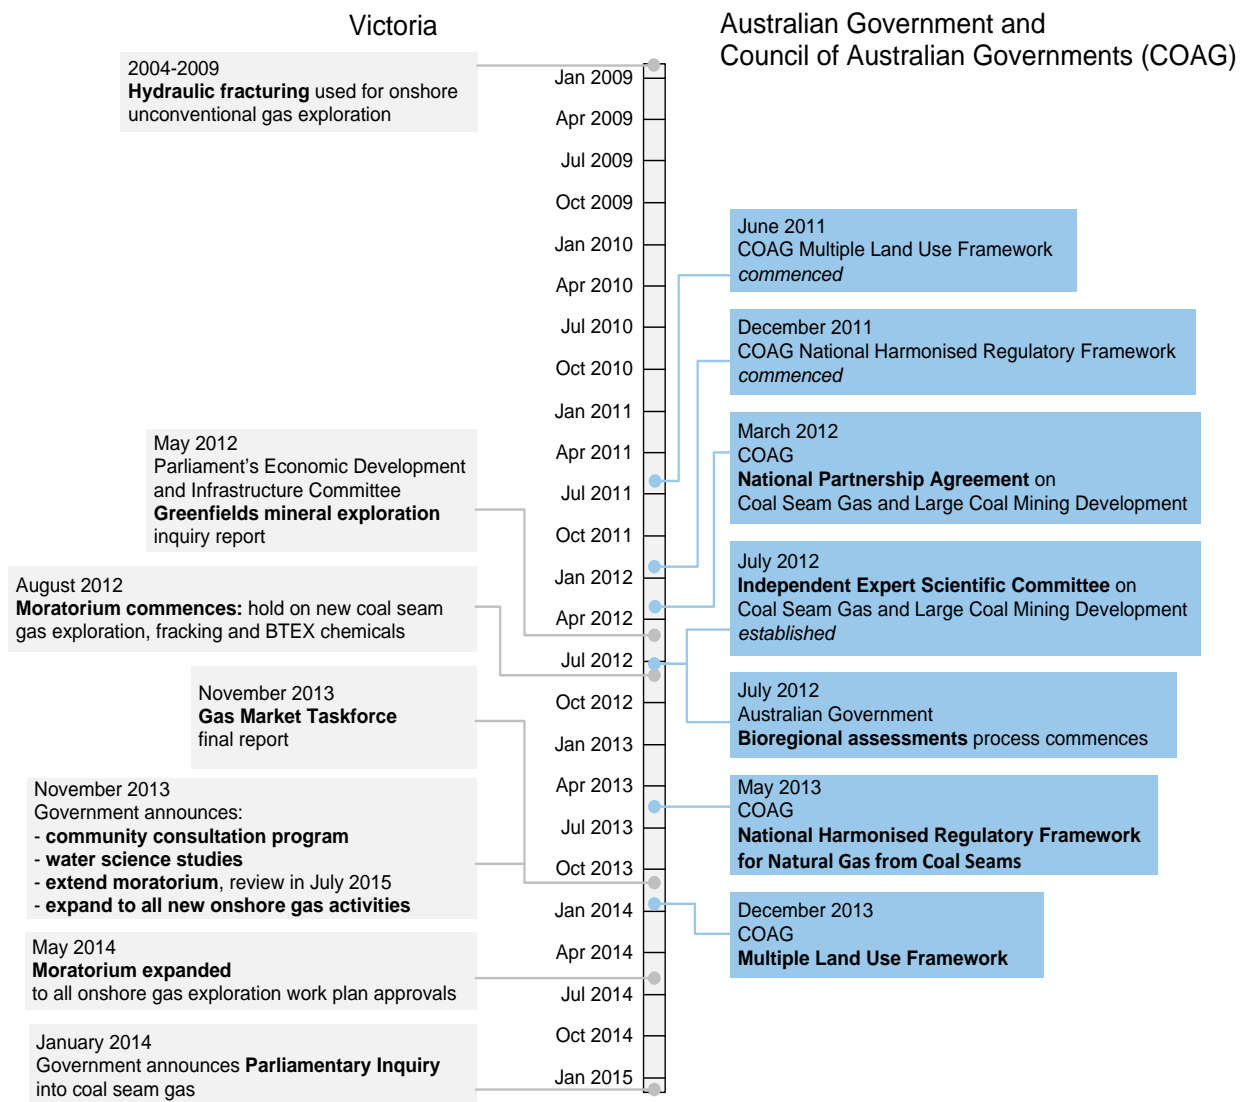 Victoria
Australian Government and
Council of Australian Governments (COAG)
2004-2009
Hydraulic fracturing used for onshore
unconventional gas exploration
May 2012
Parliament's Economic Development
and Infrastructure Committee
Greenfields mineral exploration
inquiry report
August 2012
Moratorium commences: hold on new coal seam
gas exploration, fracking and BTEX chemicals
November 2013
Gas Market Taskforce
final report
November 2013
Government announces:
- community consultation program
- water science studies
- extend moratorium, review in July 2015
- expand to all new onshore gas activities
May 2014
Moratorium expanded
to all onshore gas exploration work plan approvals
January 2014
Government announces Parliamentary Inquiry
into coal seam gas
Jan 2009
Apr 2009
Jul 2009
Oct 2009
Jan 2010
Apr 2010
Jul 2010
Oct 2010
Jan 2011
Apr 2011
Jul 2011
Oct 2011
Jan 2012
Apr 2012
Jul 2012
Oct 2012
Jan 2013
Apr 2013
Jul 2013
Oct 2013
Jan 2014
Apr 2014
Jul 2014
Oct 2014
Jan 2015
June 2011
COAG Multiple Land Use Framework
commenced
December 2011
COAG National Harmonised Regulatory Framework
commenced
March 2012
COAG
National Partnership Agreement on
Coal Seam Gas and Large Coal Mining Development
July 2012
Independent Expert Scientific Committee on
Coal Seam Gas and Large Coal Mining Development
established
July 2012
Australian Government
Bioregional assessments process commences
May 2013
COAG
National Harmonised Regulatory Framework
for Natural Gas from Coal Seams
December 2013
COAG
Multiple Land Use Framework